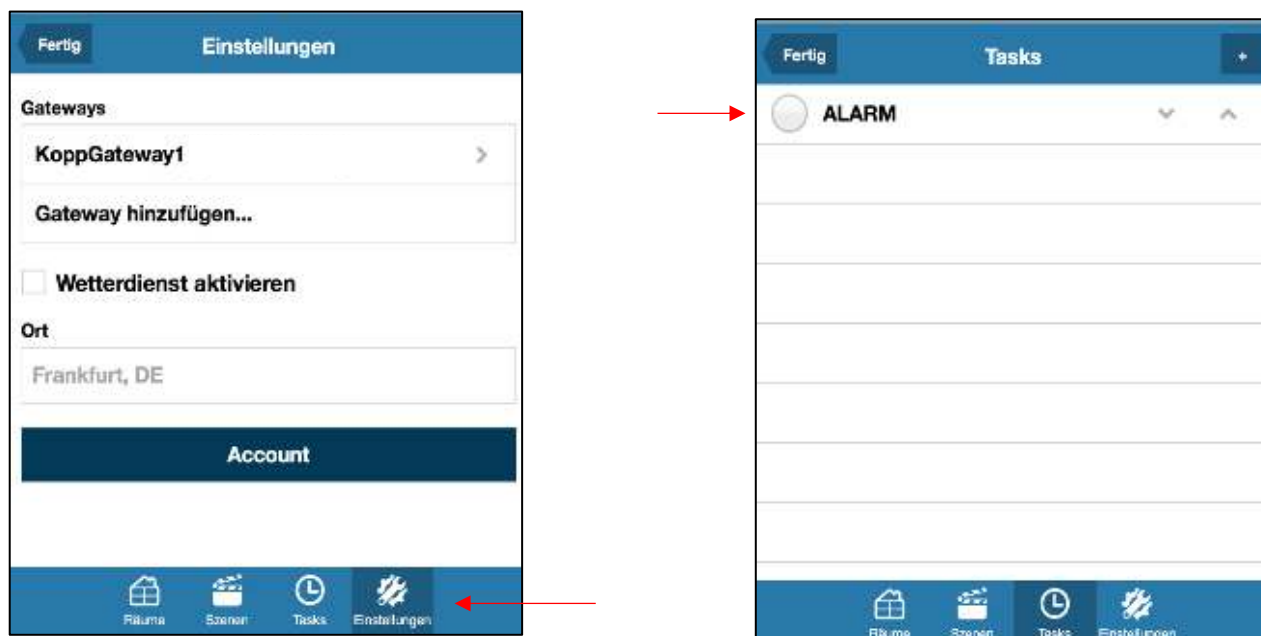 Fertig Einstellungen
Gateways
KoppGateway1
Gateway hinzufügen...
Wetterdienst aktivieren
Ort
Frankfurt, DE
Account
Räume Szenen Tasks Einstellungen
Fertig Tasks +
ALARM
Räume Szenen Tasks Einstellungen